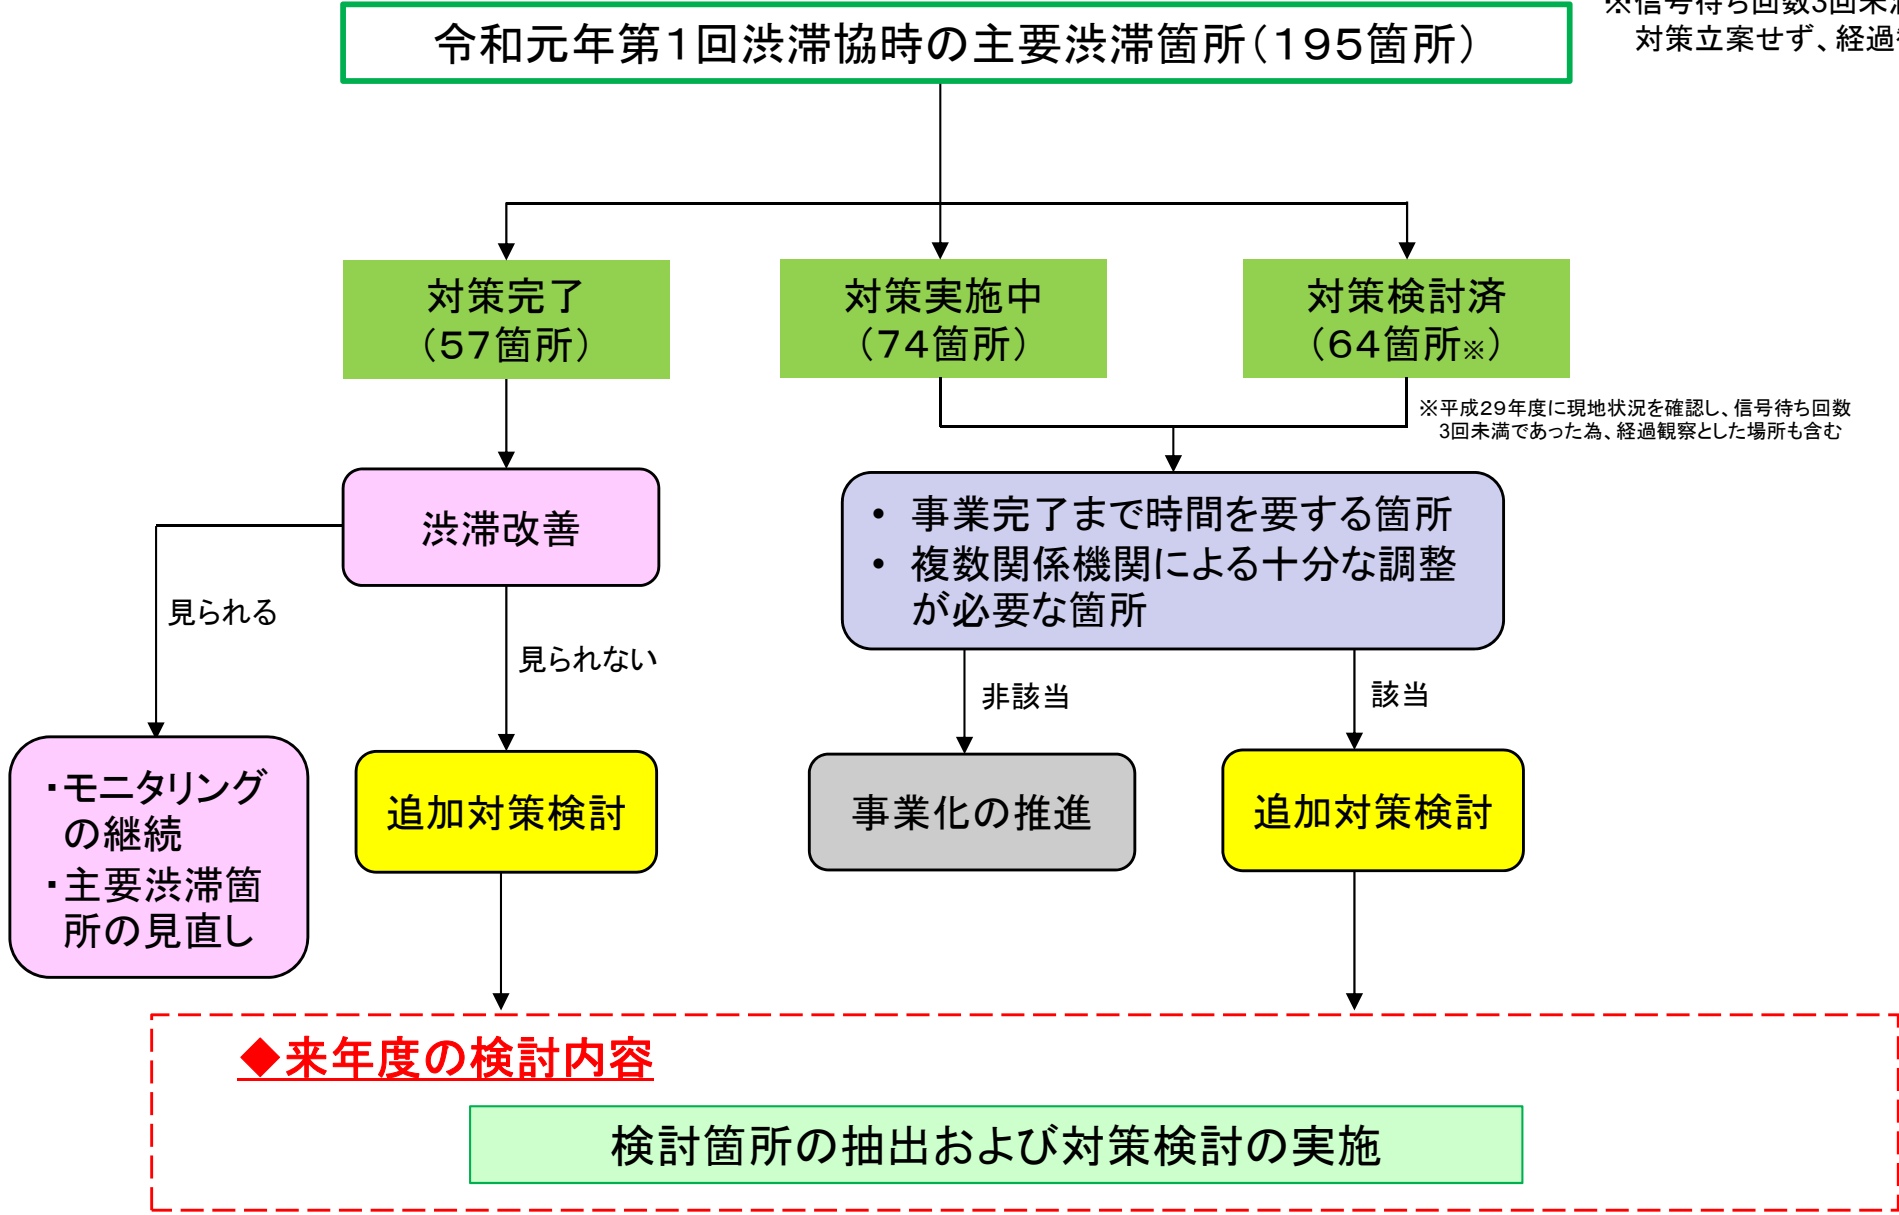 令和元年第1回渋滞協時の主要渋滞箇所（195箇所）
※信号待ち回数3回未
対策立案せず、経過
対策完了
（57箇所）
対策実施中
（74箇所）
対策検討済
（64箇所※）
※平成29年度に現地状況を確認し、信号待ち回数
3回未満であった為、経過観察とした場所も含む
渋滞改善
・ 事業完了まで時間を要する箇所
・ 複数関係機関による十分な調整
が必要な箇所
見られる
見られない
非該当
該当
・モニタリング
の継続
・主要渋滞箇
所の見直し
追加対策検討
事業化の推進
追加対策検討
◆来年度の検討内容
検討箇所の抽出および対策検討の実施